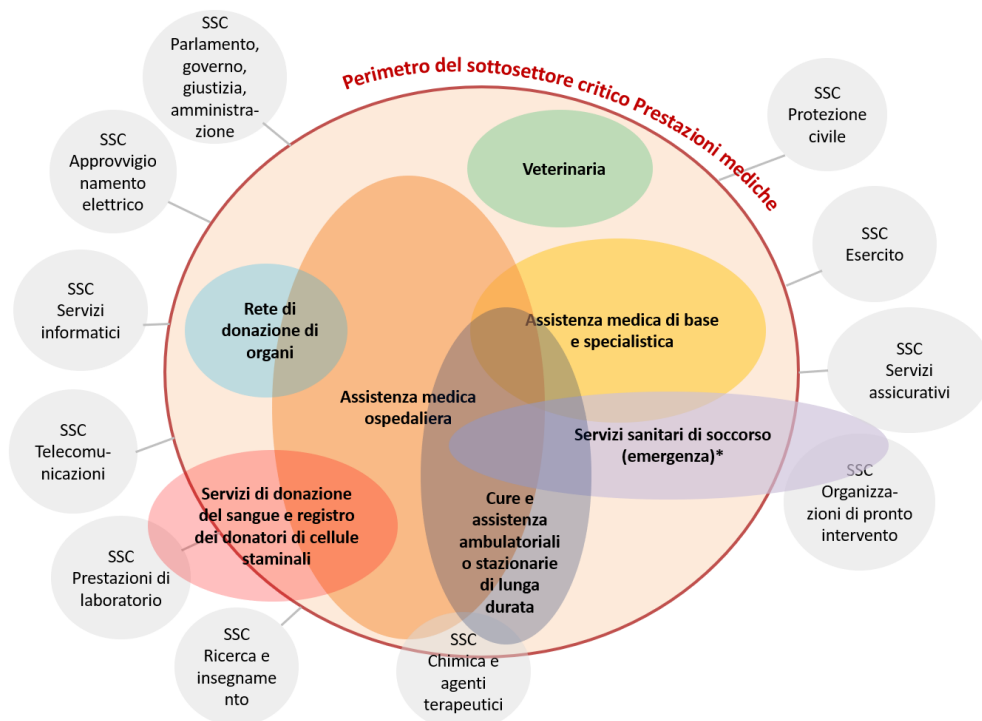 SSC
Parlamento,
governo,
giustizia,
amministra-
zione
Perimetro del sottosettore critico Prestazioni mediche
SSC
Protezione
civile
SSC
Approvvigio
namento
elettrico
Veterinaria
SSC
Esercito
SSC
Servizi
informatici
Rete di
donazione di
organi
Assistenza medica di base
e specialistica
SSC
Servizi
assicurativi
Assistenza medica
ospedaliera
SSC
Telecomu-
nicazioni
Servizi sanitari di soccorso
(emergenza)*
SSC
Organizza-
zioni di pronto
intervento
Servizi di donazione
del sangue e registro
dei donatori di cellule
staminali
Cure e
assistenza
ambulatoriali
o stazionarie
di lunga
durata
SSC
Prestazioni di
laboratorio
SSC
Ricerca e
insegname
nto
SSC
Chimica e
agenti
terapeutici